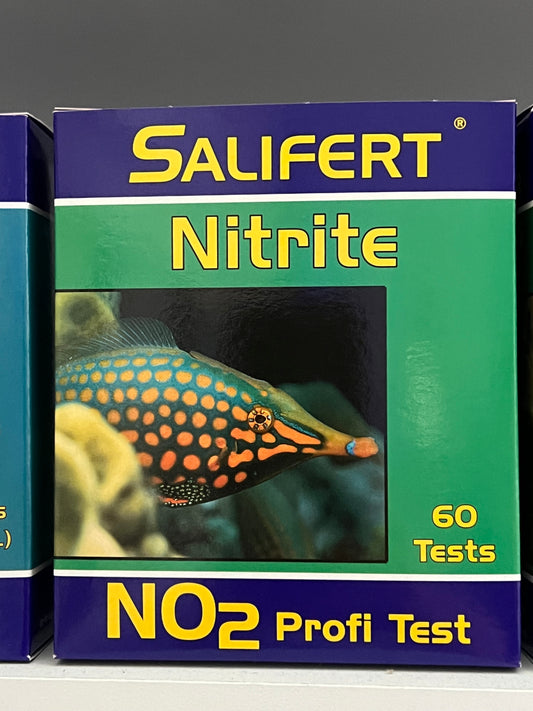 SALIFERT ®
Nitrite
60
Tests
NO2 Profi Test